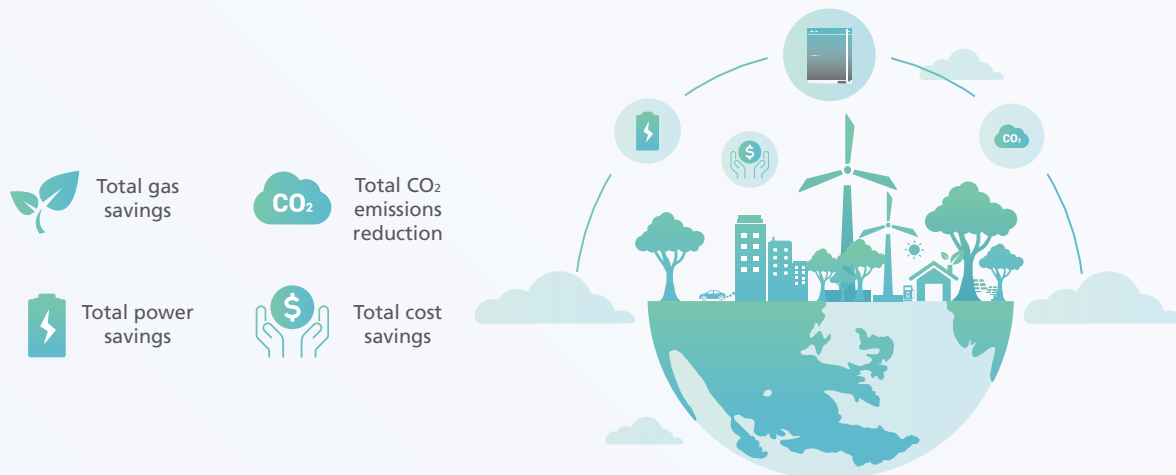 Total gas
savings
CO₂
Total CO₂
emissions
reduction
Total power
savings
$
Total cost
savings
$
CO₂